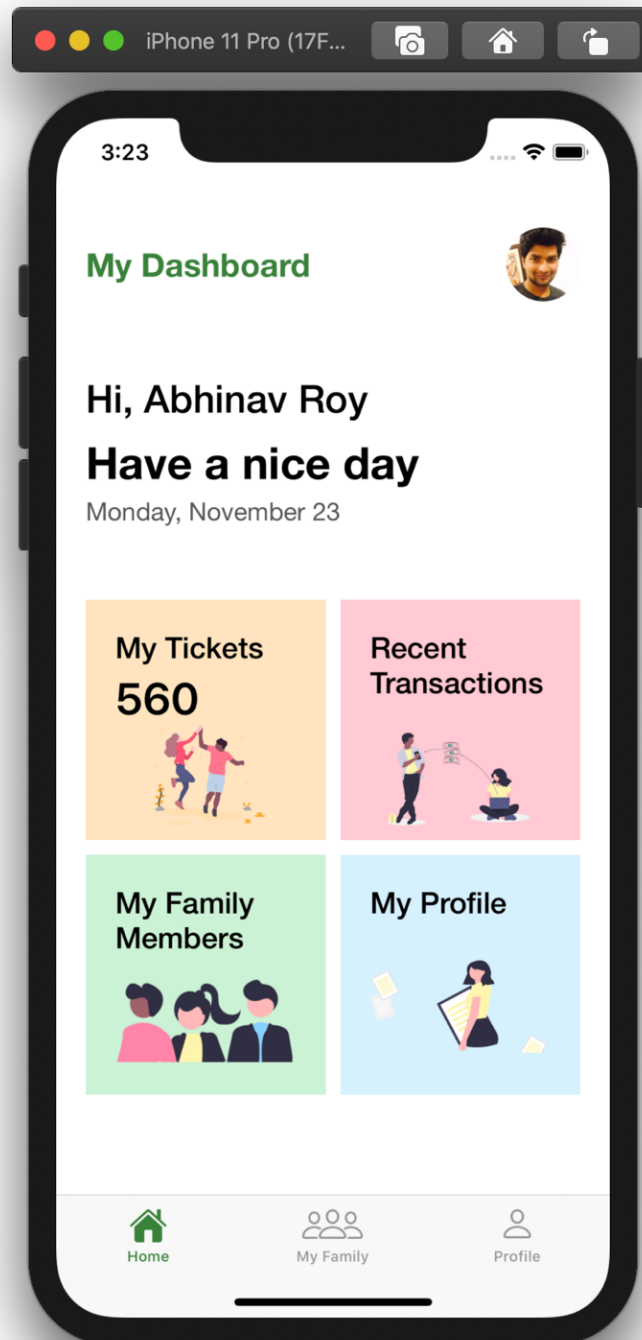 iPhone 11 Pro (17F...
3:23
My Dashboard
Hi, Abhinav Roy
Have a nice day
Monday, November 23
My Tickets
560
Recent
Transactions
My Family
Members
My Profile
Home
My Family
Profile